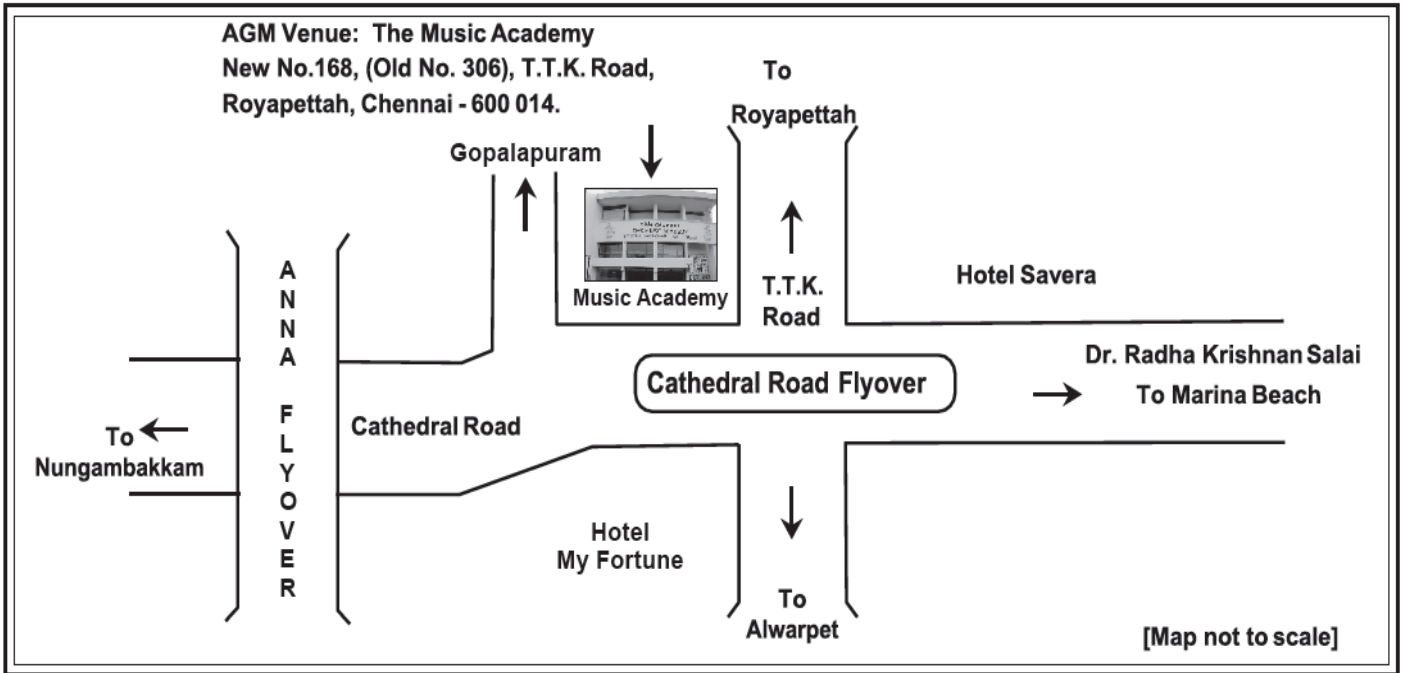 AGM Venue: The Music Academy
New No.168, (Old No. 306), T.T.K. Road,
Royapettah, Chennai - 600 014.
To
Royapettah
Gopalapuram
Music Academy
T.T.K.
Road
Hotel Savera
ANNA FLYOVER
Cathedral Road Flyover
Dr. Radha Krishnan Salai
To Marina Beach
Cathedral Road
To
Nungambakkam
Hotel
My Fortune
To
Alwarpet
[Map not to scale]